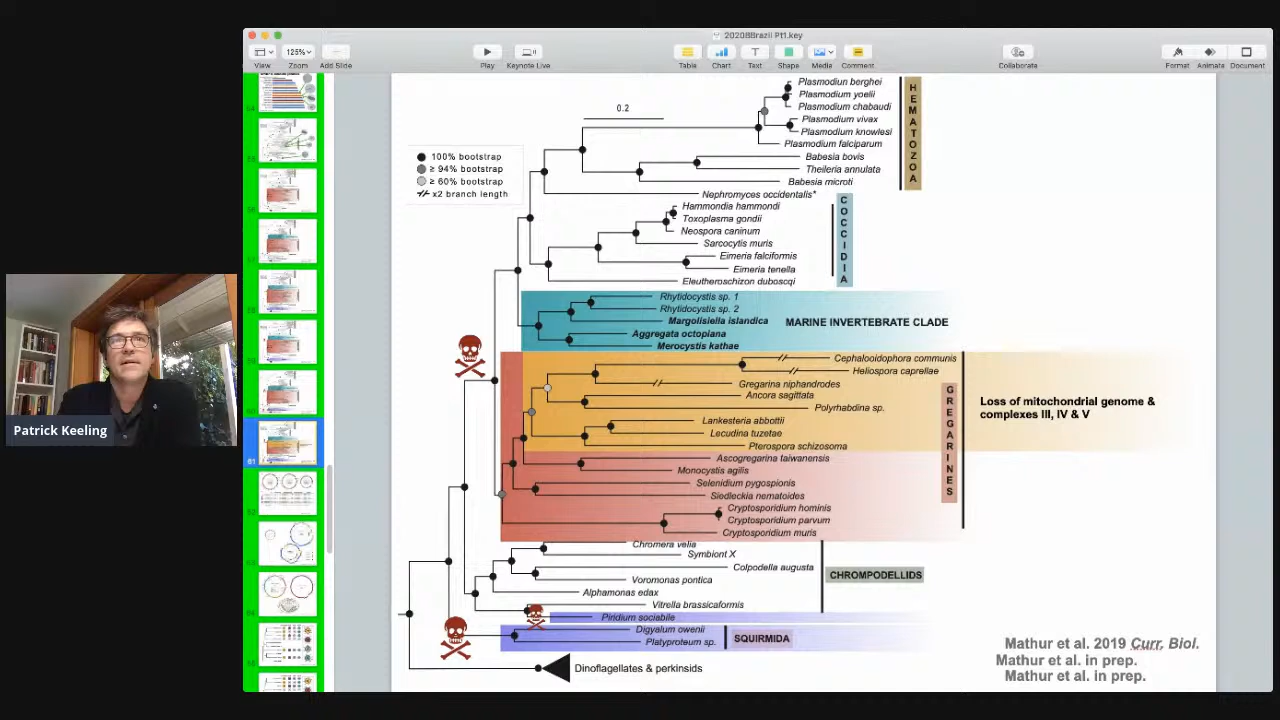 202088Brazil Pt1.key
125%
View
Zoom
Add Slide
Play
Keynote Live
Table
Chart
Text
Shape
Media
Comment
Collaborate
Format
Animate
Document
0.2
100% bootstrap
≥ 94% bootstrap
≥ 60% bootstrap
x2 branch length
Plasmodiun berghei
Plasmodium yoelii
Plasmodium chabaudi
Plasmodium vivax
Plasmodium knowlesi
Plasmodium falciparum
Babesia bovis
Theileria annulata
Babesia microti
HEMATOZOA
Nephromyces occidentalis*
Hammondia hammondi
Toxoplasma gondii
Neospora caninum
Sarcocytis muris
Eimeria falciformis
Eimeria tenella
Eleutheroschizon duboscqi
COCCIDIA
Rhytidocystis sp. 1
Rhytidocystis sp. 2
Margolisiella islandica
Aggregata octopiana
Merocystis kathae
MARINE INVERTEBRATE CLADE
Cephalooidophora communis
Heliospora caprellae
Gregarina niphandrodes
Ancora sagittata
Polyrhabdina sp.
Lankesteria abbottii
Lecudina tuzetae
Pterospora schizosoma
Ascogregarina taiwanensis
Monocystis agilis
Selenidium pygospionis
Siedleckia nematoides
Cryptosporidium hominis
Cryptosporidium parvum
Cryptosporidium muris
GREGARINES
Loss of mitochondrial genome &
complexes III, IV & V
Chromera velia
Symbiont X
Colpodella augusta
Voromonas pontica
Alphamonas edax
Vitrella brassicaformis
Piridium sociabile
CHROMPODELLIDS
Digyalum owenii
Platyproteum sp.
SQUIRMIDA
Dinoflagellates & perkinsids
Mathur et al. 2019 Curr. Biol.
Mathur et al. in prep.
Mathur et al. in prep.
Patrick Keeling